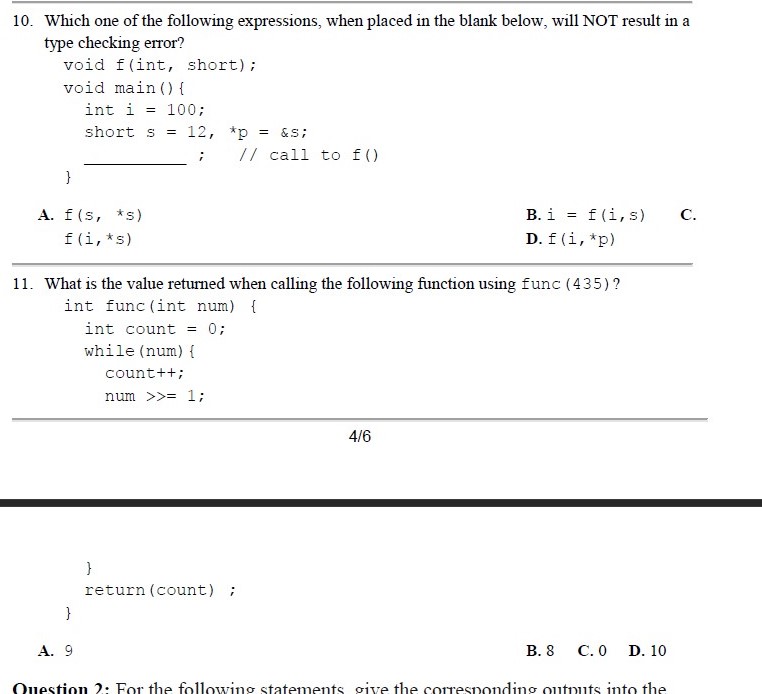 10. Which one of the following expressions, when placed in the blank below, will NOT result in a
type checking error?
void f(int, short);
void main(){
int i = 100;
short s = 12, *p = &s;
__________ ; // call to f()
}
A. f(s, *s) B. i = f(i,s) C.
f(i,*s) D. f(i,*p)
11. What is the value returned when calling the following function using func(435)?
int func(int num) {
int count = 0;
while(num){
count++;
num >>= 1;
4/6
}
return(count) ;
}
A. 9 B. 8 C. 0 D. 10
Question 2: For the following statements, give the corresponding outputs into the